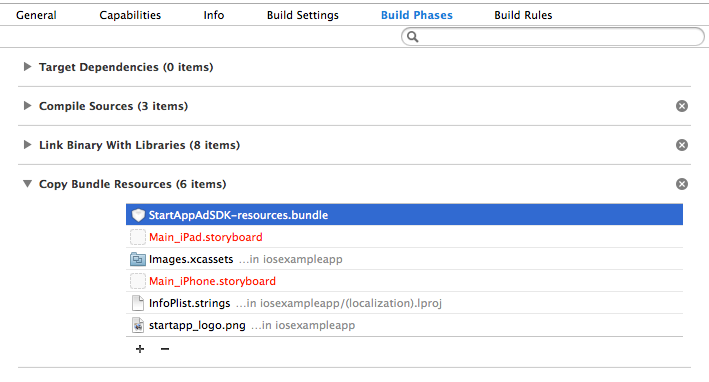 General Capabilities Info Build Settings Build Phases Build Rules
Target Dependencies (0 items)
Compile Sources (3 items)
Link Binary With Libraries (8 items)
Copy Bundle Resources (6 items)
StartAppAdSDK-resources.bundle
Main_iPad.storyboard
Images.xcassets ...in iosexampleapp
Main_iPhone.storyboard
InfoPlist.strings ...in iosexampleapp/(localization).lproj
startapp_logo.png ...in iosexampleapp